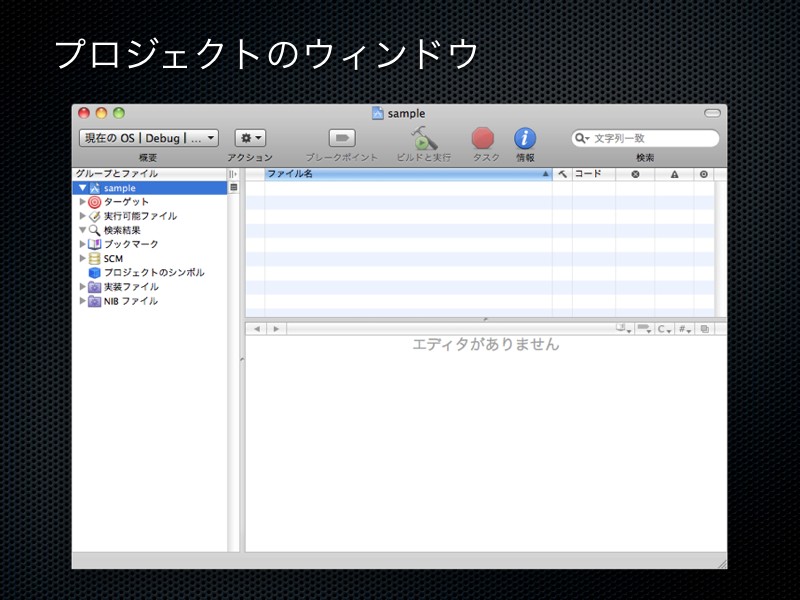 プロジェクトのウィンドウ
sample
現在の OS | Debug | ...
文字列一致
概要 アクション ブレークポイント ビルドと実行 タスク 情報 検索
グループとファイル ファイル名 コード
sample
ターゲット
実行可能ファイル
検索結果
ブックマーク
SCM
プロジェクトのシンボル
実装ファイル
NIB ファイル
C #
エディタがありません